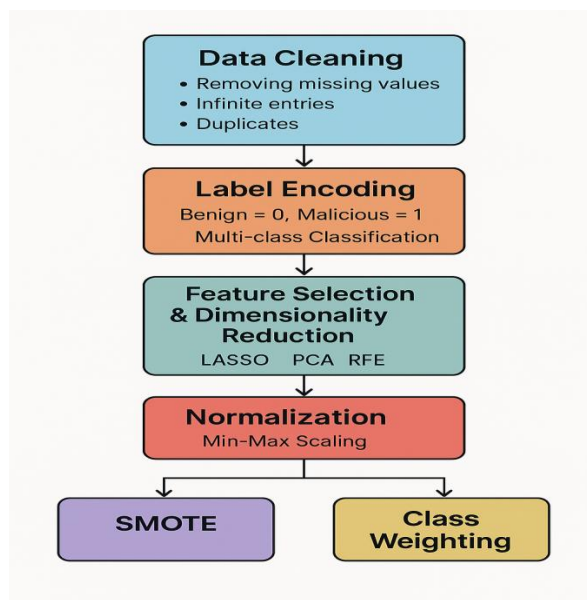 Data Cleaning
• Removing missing values
• Infinite entries
• Duplicates
Label Encoding
Benign = 0, Malicious = 1
Multi-class Classification
Feature Selection
& Dimensionality
Reduction
LASSO PCA RFE
Normalization
Min-Max Scaling
SMOTE
Class
Weighting